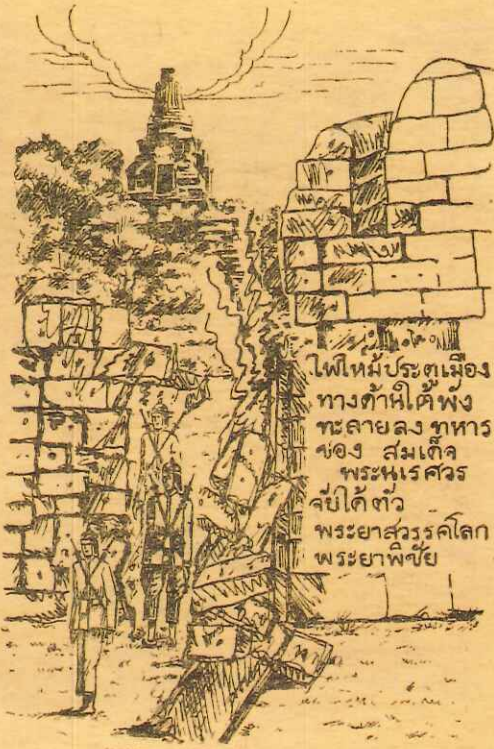 ไฟไหม้ประตูเมือง
ทางด้านใต้พัง
ทะลายลง ทหาร
ของ สมเด็จ
พระนเรศวร
จับได้ตัว
พระยาสวรรคโลก
พระยาพิชัย